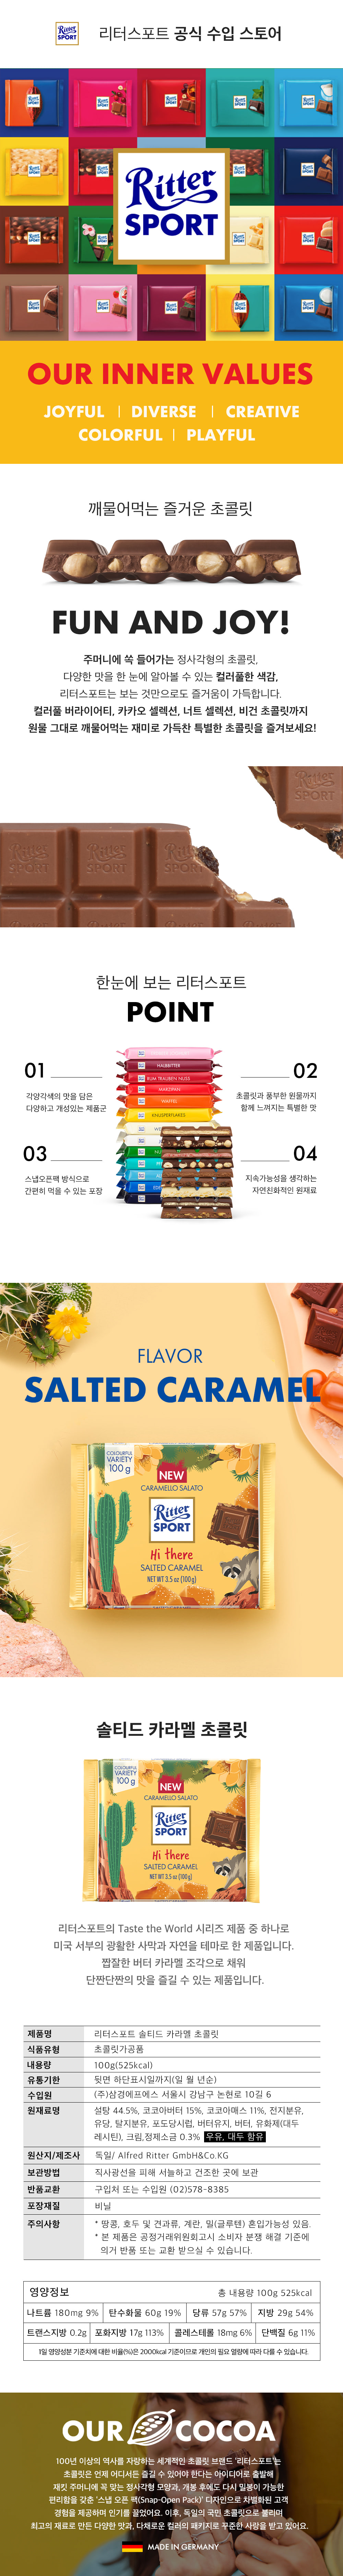 Ritter SPORT 리터스포트 공식 수입 스토어
Ritter SPORT
OUR INNER VALUES
JOYFUL | DIVERSE | CREATIVE
COLORFUL | PLAYFUL
깨물어먹는 즐거운 초콜릿
FUN AND JOY!
주머니에 쏙 들어가는 정사각형의 초콜릿,
다양한 맛을 한 눈에 알아볼 수 있는 컬러풀한 색감,
리터스포트는 보는 것만으로도 즐거움이 가득합니다.
컬러풀 버라이어티, 카카오 셀렉션, 너트 셀렉션, 비건 초콜릿까지
원물 그대로 깨물어먹는 재미로 가득찬 특별한 초콜릿을 즐겨보세요!
한눈에 보는 리터스포트
POINT
01
각양각색의 맛을 담은
다양하고 개성있는 제품군
02
초콜릿과 풍부한 원물까지
함께 느껴지는 특별한 맛
03
스냅오픈팩 방식으로
간편히 먹을 수 있는 포장
04
지속가능성을 생각하는
자연친화적인 원재료
HALBBITTER
RUM TRAUBEN NUSS
MARZIPAN
KNUSPERFLAKES
FLAVOR
SALTED CARAMEL
COLOURFUL
VARIETY
100 g
NEW
CARAMELLO SALATO
Ritter
SPORT
Hi there
SALTED CARAMEL
NET WT 3.5 oz (100g)
솔티드 카라멜 초콜릿
COLOURFUL
VARIETY
100 g
NEW
CARAMELLO SALATO
Ritter
SPORT
Hi there
SALTED CARAMEL
NET WT 3.5 oz (100g)
리터스포트의 Taste the World 시리즈 제품 중 하나로
미국 서부의 광활한 사막과 자연을 테마로 한 제품입니다.
짭잘한 버터 카라멜 조각으로 채워
단짠단짠의 맛을 즐길 수 있는 제품입니다.
제품명 리터스포트 솔티드 카라멜 초콜릿
식품유형 초콜릿가공품
내용량 100g(525kcal)
유통기한 뒷면 하단표시일까지(일 월 년순)
수입원 (주)삼경에프에스 서울시 강남구 논현로 10길 6
원재료명 설탕 44.5%, 코코아버터 15%, 코코아매스 11%, 전지분유,
유당, 탈지분유, 포도당시럽, 버터유지, 버터, 유화제(대두
레시틴), 크림,정제소금 0.3% 우유, 대두 함유
원산지/제조사 독일/ Alfred Ritter GmbH&Co.KG
보관방법 직사광선을 피해 서늘하고 건조한 곳에 보관
반품교환 구입처 또는 수입원 (02)578-8385
포장재질 비닐
주의사항 * 땅콩, 호두 및 견과류, 계란, 밀(글루텐) 혼입가능성 있음.
* 본 제품은 공정거래위원회고시 소비자 분쟁 해결 기준에
의거 반품 또는 교환 받으실 수 있습니다.
영양정보 총 내용량 100g 525kcal
나트륨 180mg 9% 탄수화물 60g 19% 당류 57g 57% 지방 29g 54%
트랜스지방 0.2g 포화지방 17g 113% 콜레스테롤 18mg 6% 단백질 6g 11%
1일 영양성분 기준치에 대한 비율(%)은 2000kcal 기준이므로 개인의 필요 열량에 따라 다를 수 있습니다.
OUR COCOA
100년 이상의 역사를 자랑하는 세계적인 초콜릿 브랜드 '리터스포트'는
초콜릿은 언제 어디서든 즐길 수 있어야 한다는 아이디어로 출발해
재킷 주머니에 꼭 맞는 정사각형 모양과, 개봉 후에도 다시 밀봉이 가능한
편리함을 갖춘 '스냅 오픈 팩(Snap-Open Pack)' 디자인으로 차별화된 고객
경험을 제공하며 인기를 끌었어요. 이후, 독일의 국민 초콜릿으로 불리며
최고의 재료로 만든 다양한 맛과, 다채로운 컬러의 패키지로 꾸준한 사랑을 받고 있어요.
MADE IN GERMANY